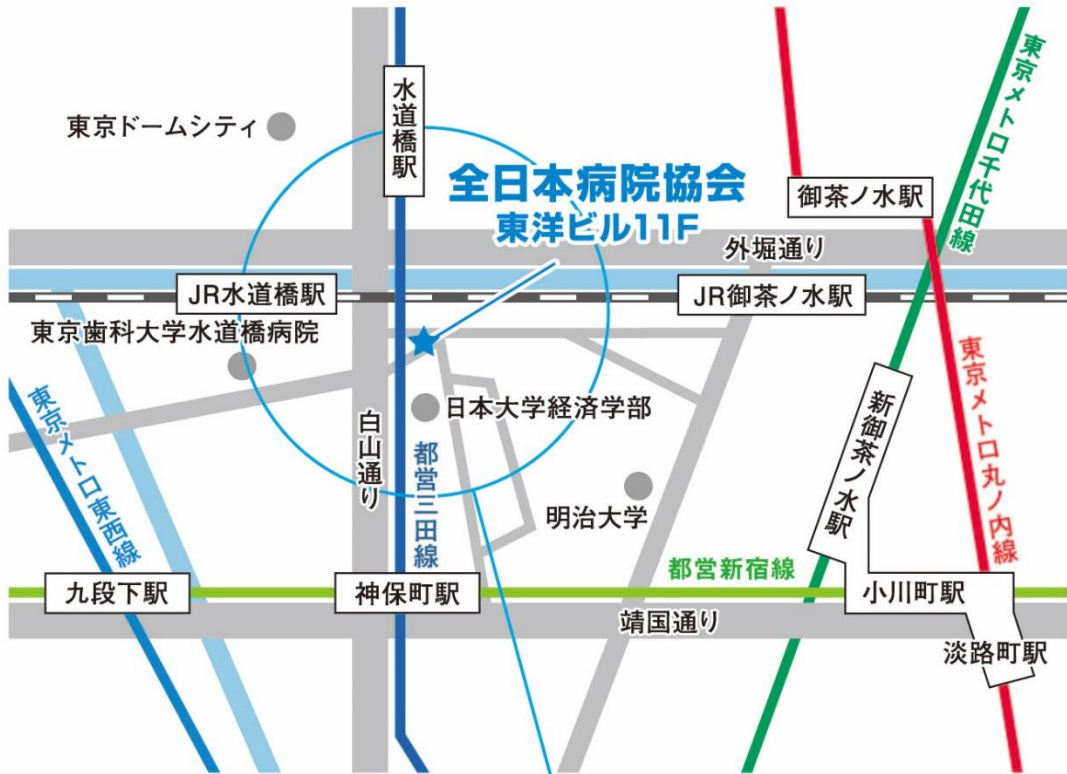 東京ドームシティ
水道橋駅
全日本病院協会
東洋ビル11F
御茶ノ水駅
東京メトロ千代田線
外堀通り
JR水道橋駅
JR御茶ノ水駅
東京歯科大学水道橋病院
日本大学経済学部
白山通り
都営三田線
明治大学
新御茶ノ水駅
東京メトロ丸ノ内線
東京メトロ東西線
都営新宿線
九段下駅
神保町駅
小川町駅
靖国通り
淡路町駅